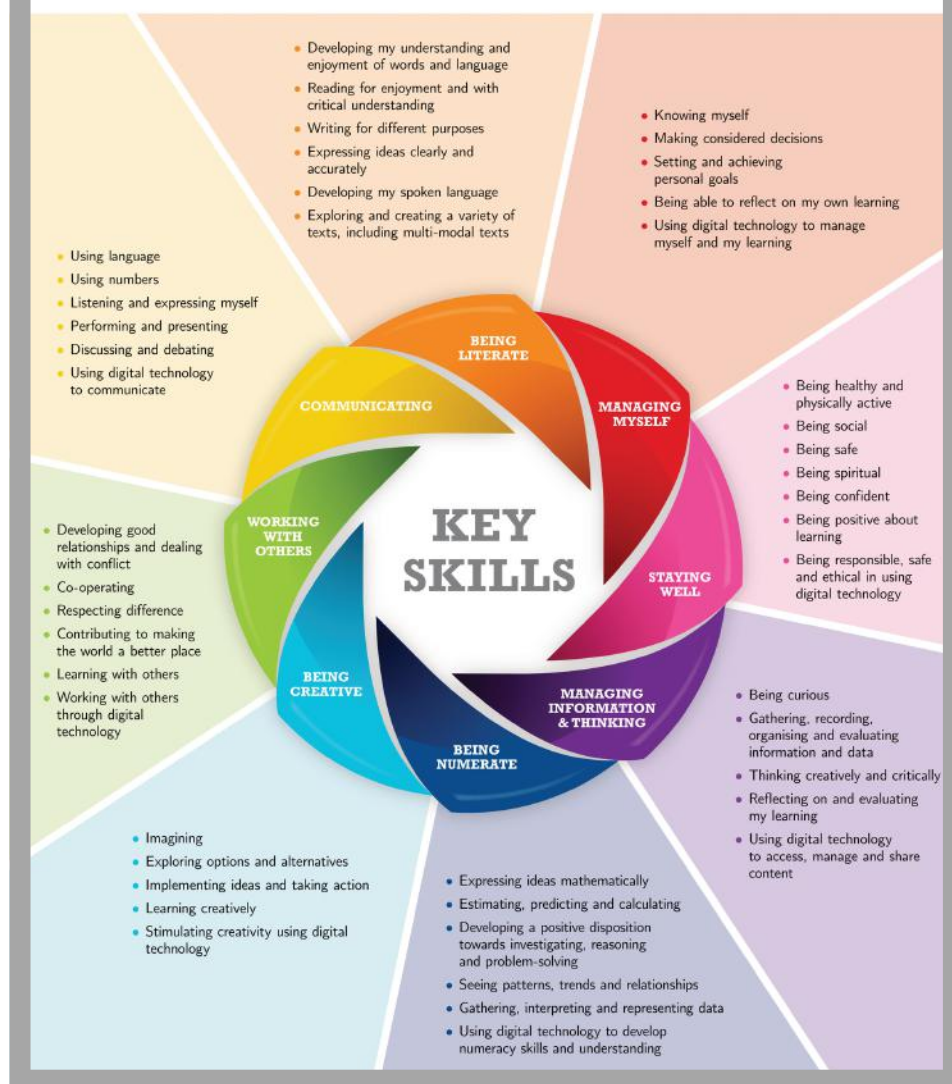 KEY
SKILLS
BEING
LITERATE
• Developing my understanding and
enjoyment of words and language
• Reading for enjoyment and with
critical understanding
• Writing for different purposes
• Expressing ideas clearly and
accurately
• Developing my spoken language
• Exploring and creating a variety of
texts, including multi-modal texts
MANAGING
MYSELF
• Knowing myself
• Making considered decisions
• Setting and achieving
personal goals
• Being able to reflect on my own learning
• Using digital technology to manage
myself and my learning
STAYING
WELL
• Being healthy and
physically active
• Being social
• Being safe
• Being spiritual
• Being confident
• Being positive about
learning
• Being responsible, safe
and ethical in using
digital technology
MANAGING
INFORMATION
& THINKING
• Being curious
• Gathering, recording,
organising and evaluating
information and data
• Thinking creatively and critically
• Reflecting on and evaluating
my learning
• Using digital technology
to access, manage and share
content
BEING
NUMERATE
• Expressing ideas mathematically
• Estimating, predicting and calculating
• Developing a positive disposition
towards investigating, reasoning
and problem-solving
• Seeing patterns, trends and relationships
• Gathering, interpreting and representing data
• Using digital technology to develop
numeracy skills and understanding
BEING
CREATIVE
• Imagining
• Exploring options and alternatives
• Implementing ideas and taking action
• Learning creatively
• Stimulating creativity using digital
technology
WORKING
WITH
OTHERS
• Developing good
relationships and dealing
with conflict
• Co-operating
• Respecting difference
• Contributing to making
the world a better place
• Learning with others
• Working with others
through digital
technology
COMMUNICATING
• Using language
• Using numbers
• Listening and expressing myself
• Performing and presenting
• Discussing and debating
• Using digital technology
to communicate